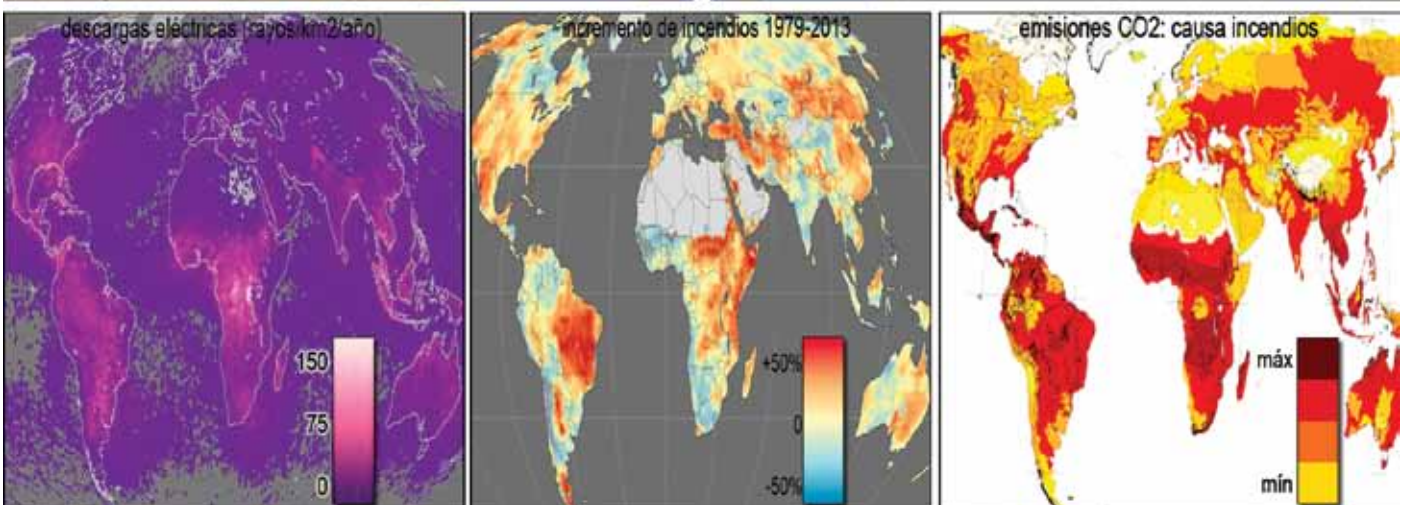 descargas eléctricas (rayos/km2/año)
150
75
0
incremento de incendios 1979-2013
+50%
0
-50%
emisiones CO2: causa incendios
máx
mín